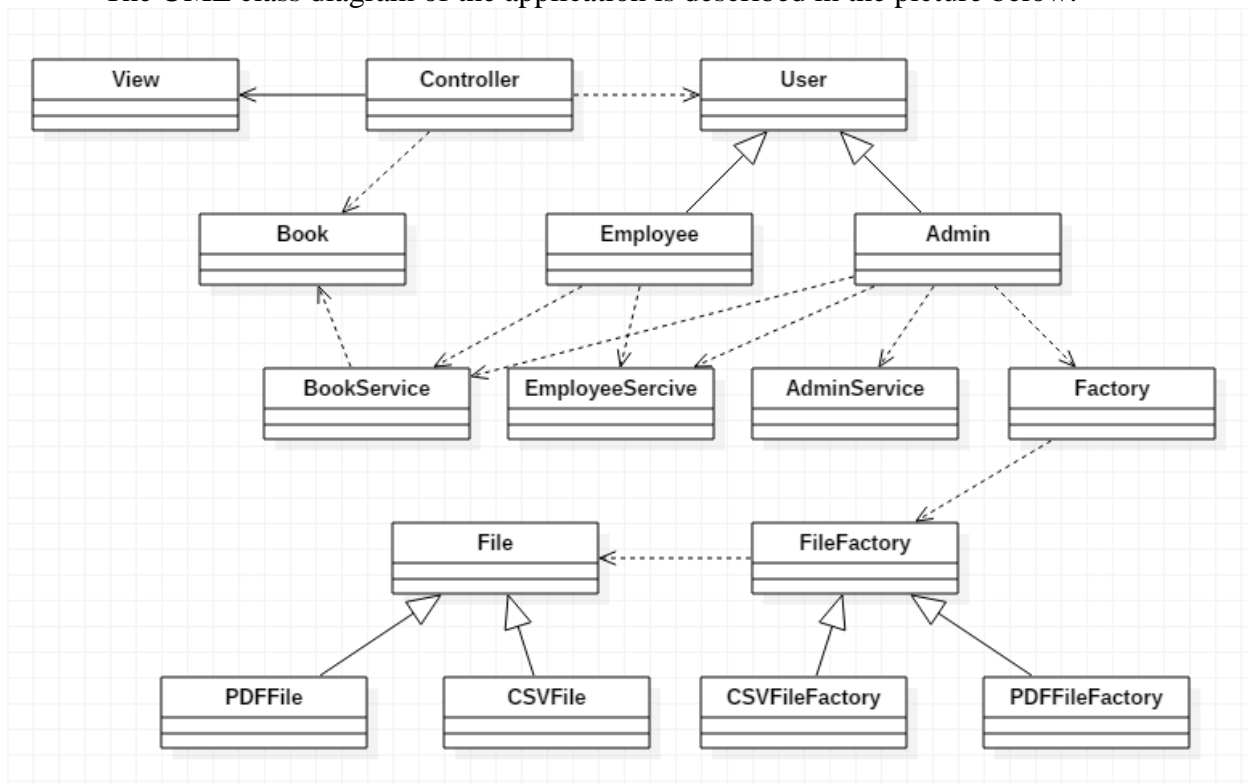 The UML class diagram of the application is described in the picture below.
View
Controller
User
Book
Employee
Admin
BookService
EmployeeSercive
AdminService
Factory
File
FileFactory
PDFFile
CSVFile
CSVFileFactory
PDFFileFactory